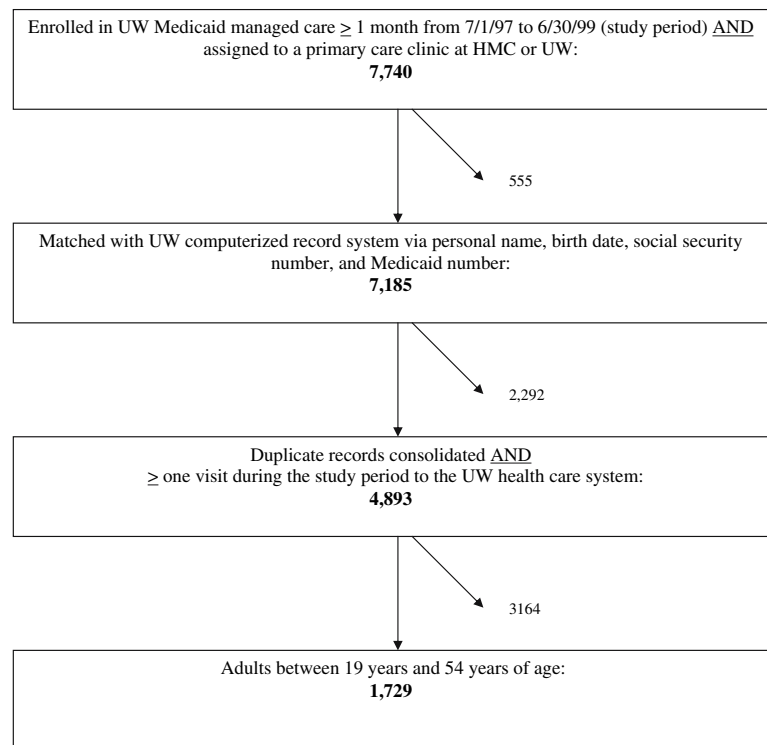 Enrolled in UW Medicaid managed care ≥ 1 month from 7/1/97 to 6/30/99 (study period) AND
assigned to a primary care clinic at HMC or UW:
7,740
555
Matched with UW computerized record system via personal name, birth date, social security
number, and Medicaid number:
7,185
2,292
Duplicate records consolidated AND
≥ one visit during the study period to the UW health care system:
4,893
3164
Adults between 19 years and 54 years of age:
1,729